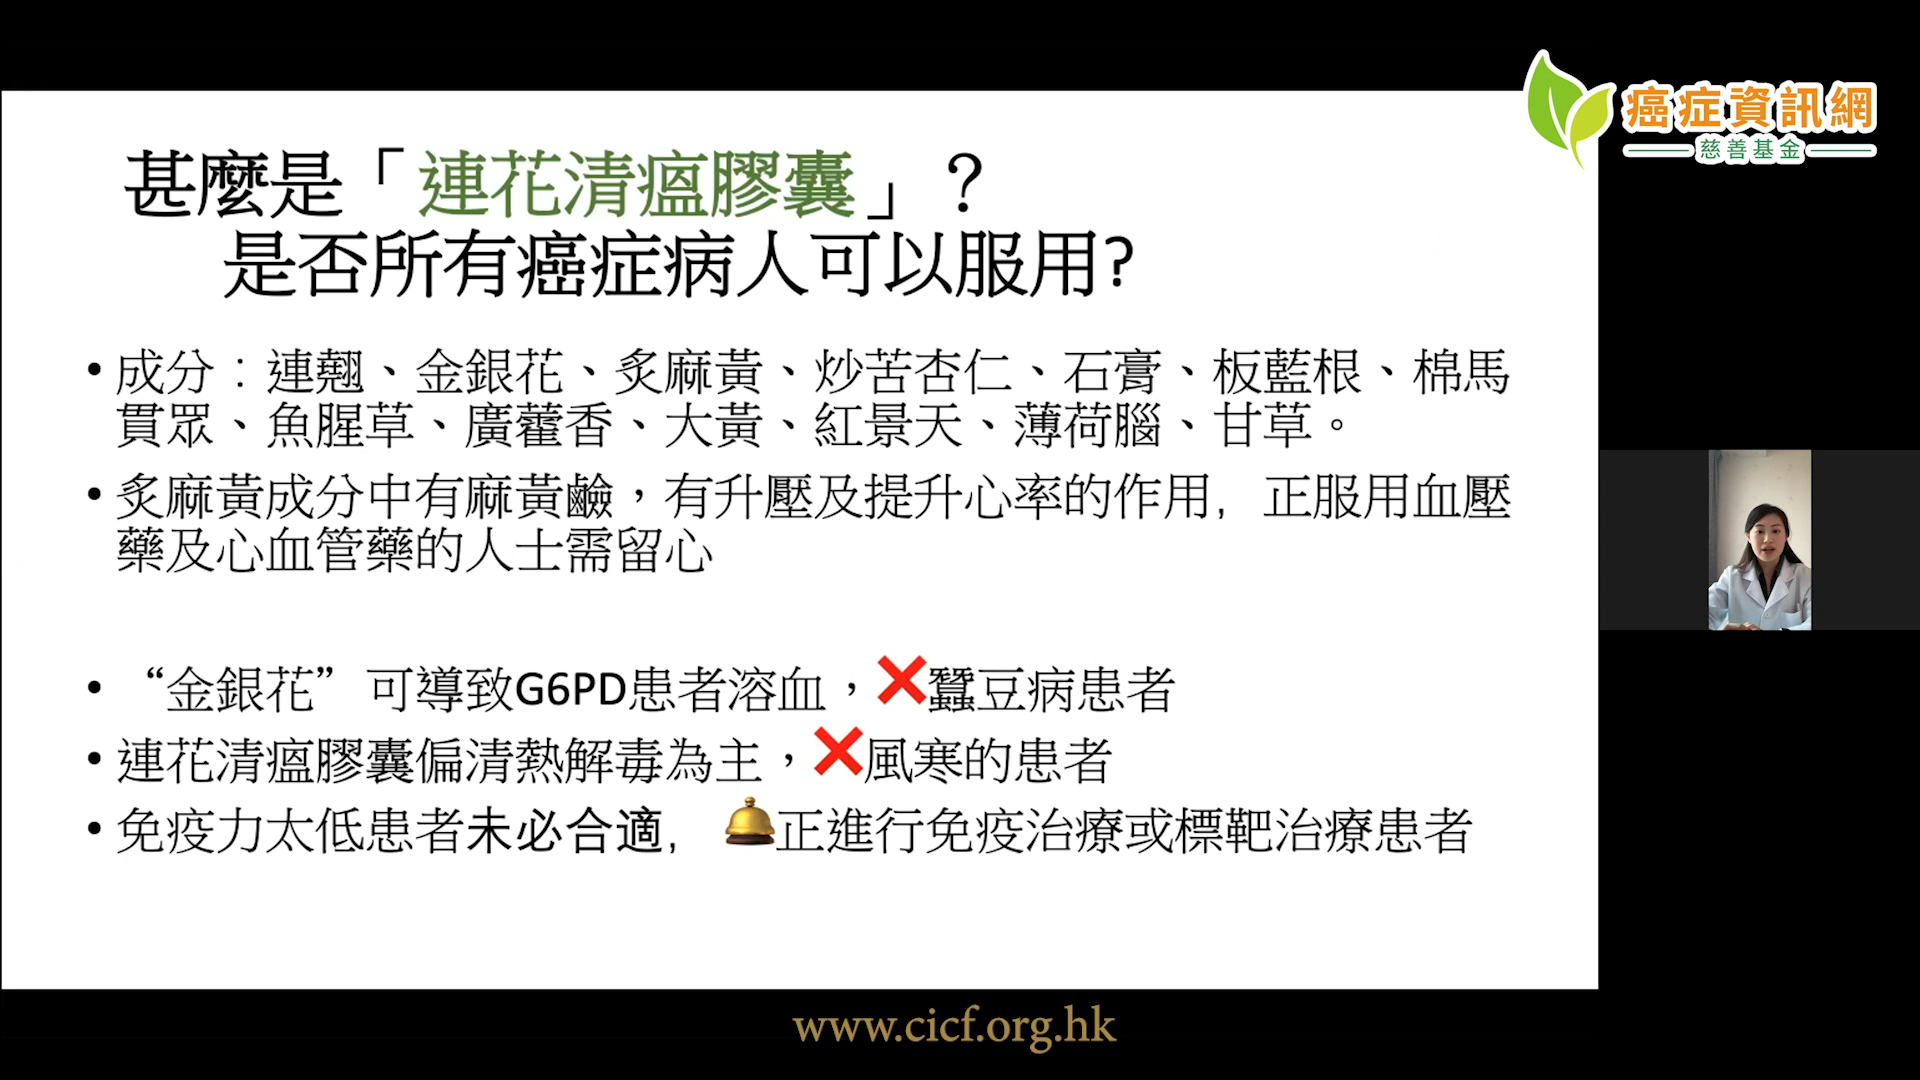 癌症資訊網
慈善基金
甚麼是「連花清瘟膠囊」?
是否所有癌症病人可以服用?
• 成分：連翹、金銀花、炙麻黃、炒苦杏仁、石膏、板藍根、棉馬
貫眾、魚腥草、廣藿香、大黃、紅景天、薄荷腦、甘草。
• 炙麻黃成分中有麻黃鹼，有升壓及提升心率的作用, 正服用血壓
藥及心血管藥的人士需留心
• “金銀花”可導致G6PD患者溶血，❌蠶豆病患者
• 連花清瘟膠囊偏清熱解毒為主，❌風寒的患者
• 免疫力太低患者未必合適, 🛎正進行免疫治療或標靶治療患者
www.cicf.org.hk